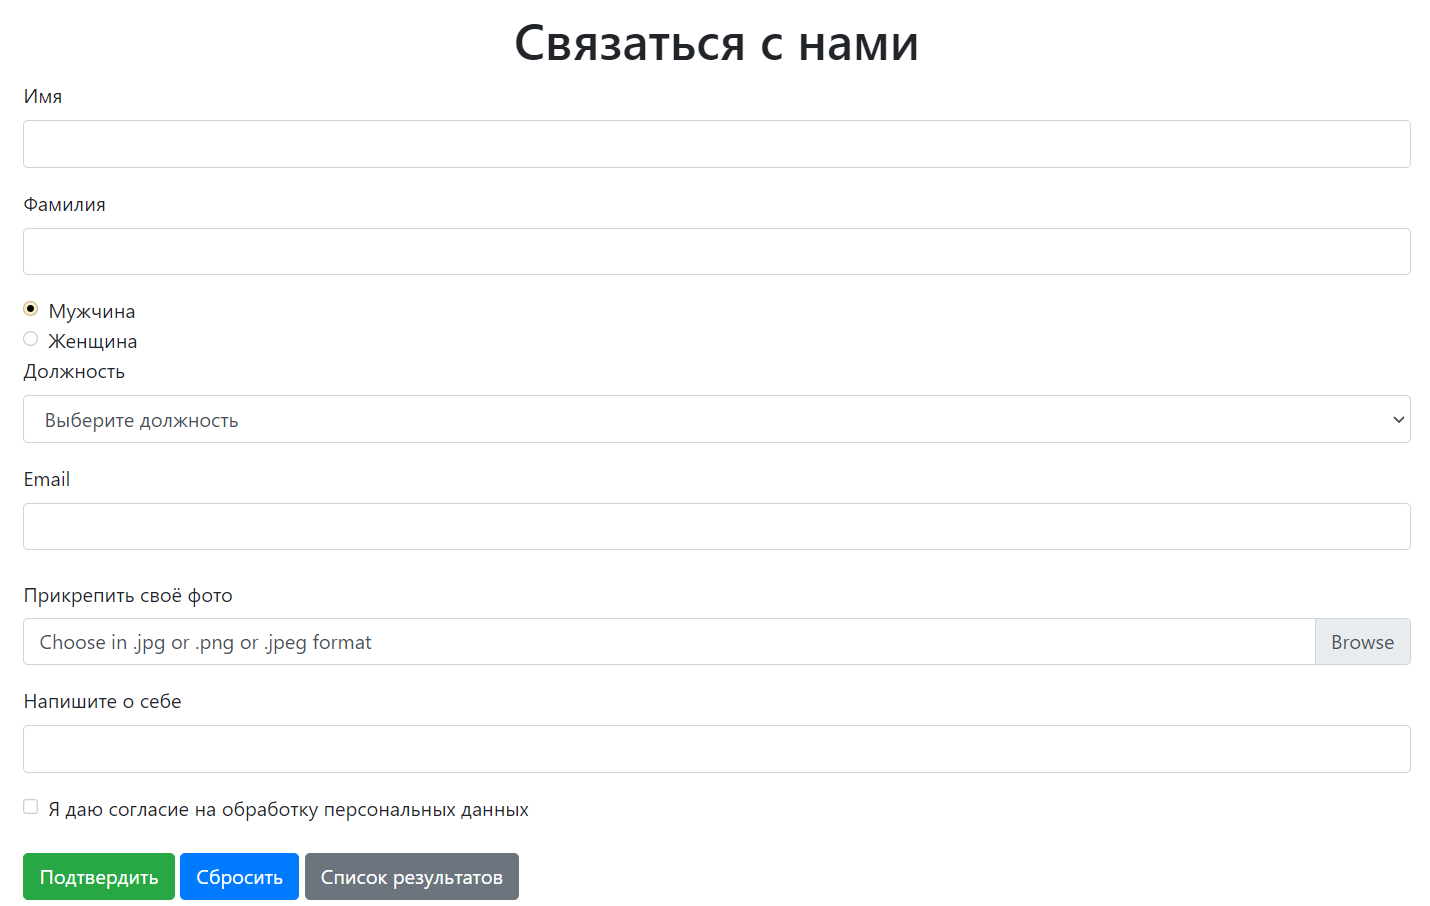 Связаться с нами
Имя
Фамилия
Мужчина
Женщина
Должность
Выберите должность
Email
Прикрепить своё фото
Choose in .jpg or .png or .jpeg format
Browse
Напишите о себе
Я даю согласие на обработку персональных данных
Подтвердить Сбросить Список результатов